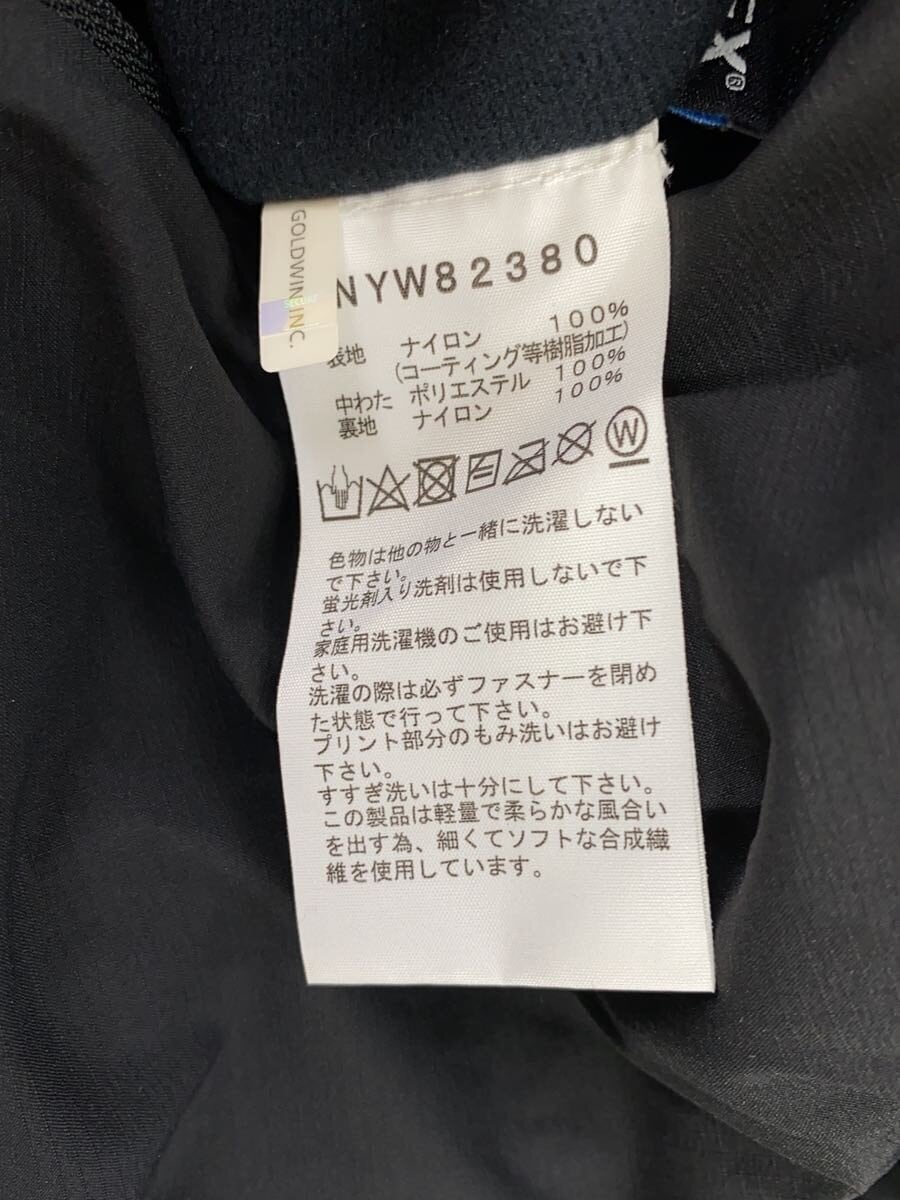 EX®
GOLDWIN INC.
SECURE
NYW82380
表地 ナイロン 100%
(コーティング等樹脂加工)
中わた ポリエステル 100%
裏地 ナイロン 100%
W
色物は他の物と一緒に洗濯しない
で下さい。
蛍光剤入り洗剤は使用しないで下
さい。
家庭用洗濯機のご使用はお避け下
さい。
洗濯の際は必ずファスナーを閉め
た状態で行って下さい。
プリント部分のもみ洗いはお避け
下さい。
すすぎ洗いは十分にして下さい。
この製品は軽量で柔らかな風合い
を出す為、細くてソフトな合成繊
維を使用しています。